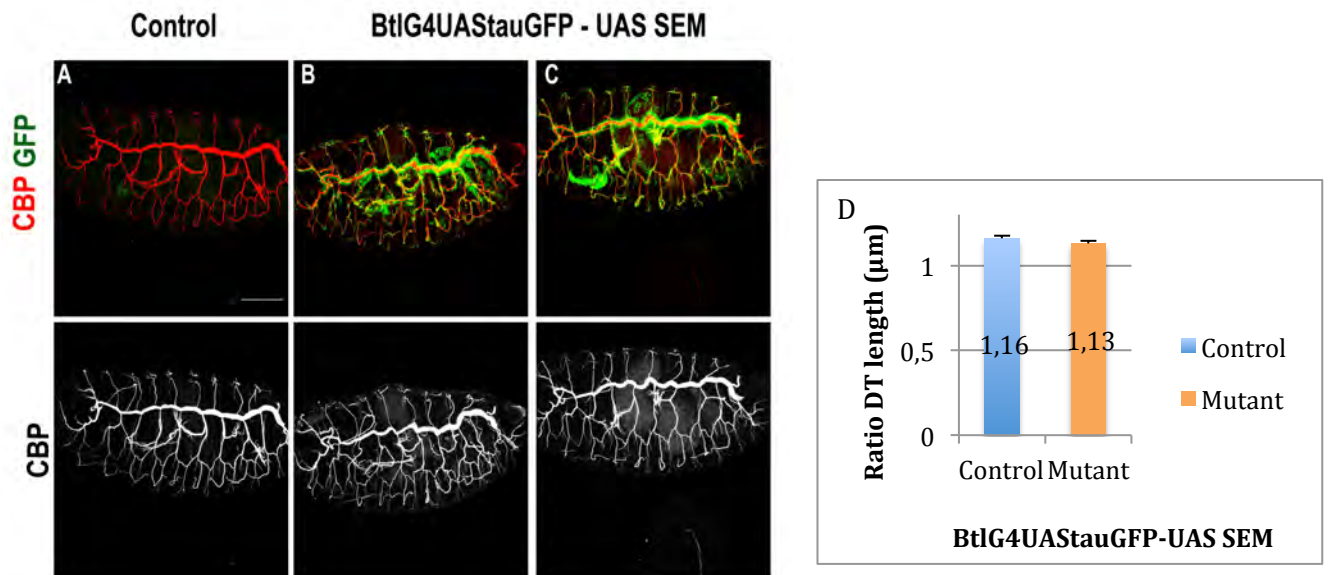 Control
BtlG4UAStauGFP - UAS SEM
CBP GFP
A
B
C
CBP
D
Ratio DT length (µm)
1
0,5
0
1,16
1,13
Control Mutant
Control
Mutant
BtlG4UAStauGFP-UAS SEM